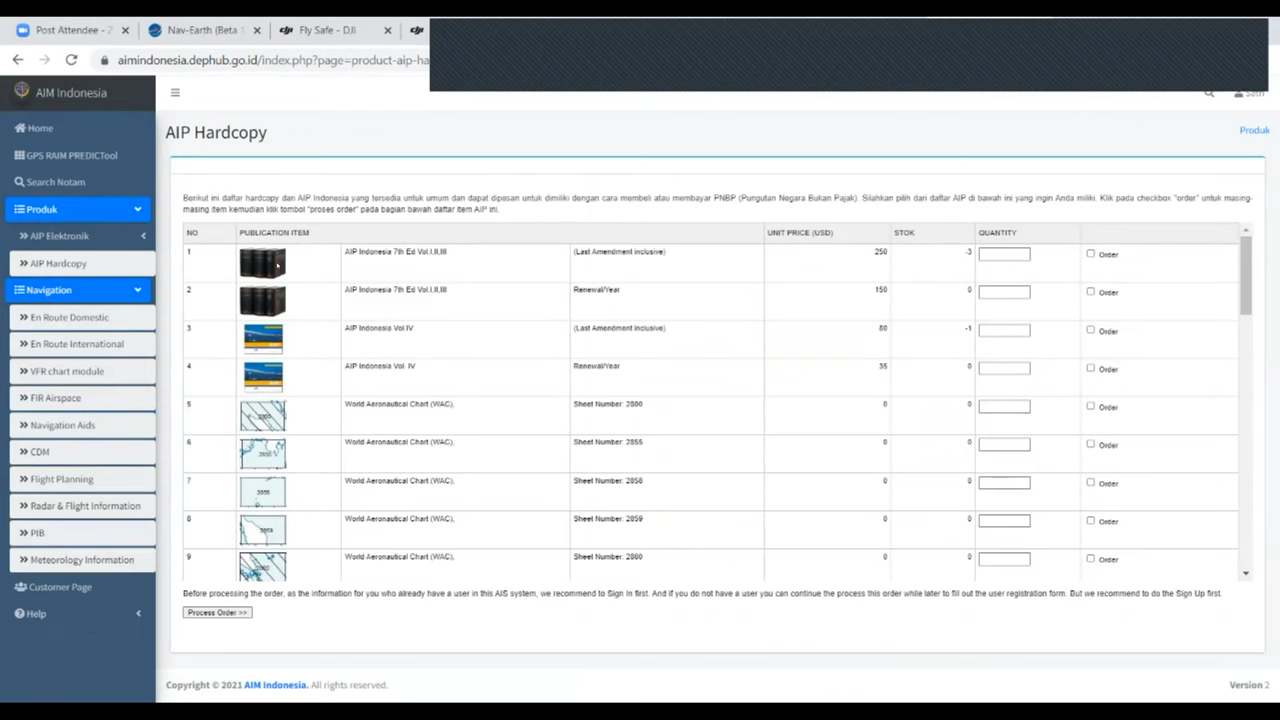 Post Attendee - Z
Nav-Earth (Beta 1
Fly Safe - DJI
aimindonesia.dephub.go.id/index.php?page=product-aip-ha
AIM Indonesia
Home
GPS RAIM PREDICTool
Search Notam
Produk
AIP Elektronik
AIP Hardcopy
Navigation
En Route Domestic
En Route International
VFR chart module
FIR Airspace
Navigation Aids
CDM
Flight Planning
Radar & Flight Information
PIB
Meteorology Information
Customer Page
Help
AIP Hardcopy
Produk
Berikut ini daftar hardcopy dari AIP Indonesia yang tersedia untuk umum dan dapat dipesan untuk dimiliki dengan cara membeli atau membayar PNBP (Pungutan Negara Bukan Pajak). Silahkan pilih dari daftar AIP di bawah ini yang ingin Anda miliki. Klik pada checkbox "order" untuk masing-
masing item kemudian klik tombol "proses order" pada bagian bawah daftar item AIP ini.
NO PUBLICATION ITEM UNIT PRICE (USD) STOK QUANTITY
1 AIP Indonesia 7th Ed Vol.I,II,III (Last Amendment inclusive) 250 -3 Order
2 AIP Indonesia 7th Ed Vol.I,II,III Renewal/Year 150 0 Order
3 AIP Indonesia Vol IV (Last Amendment inclusive) 80 -1 Order
4 AIP Indonesia Vol. IV Renewal/Year 35 0 Order
5 World Aeronautical Chart (WAC), Sheet Number: 2800 0 0 Order
6 World Aeronautical Chart (WAC), Sheet Number: 2855 0 0 Order
7 World Aeronautical Chart (WAC), Sheet Number: 2858 0 0 Order
8 World Aeronautical Chart (WAC), Sheet Number: 2859 0 0 Order
9 World Aeronautical Chart (WAC), Sheet Number: 2860 0 0 Order
Before processing the order, as the information for you who already have a user in this AIS system, we recommend to Sign In first. And if you do not have a user you can continue the process this order while later to fill out the user registration form. But we recommend to do the Sign Up first.
Process Order >>
Copyright © 2021 AIM Indonesia. All rights reserved.
Version 2